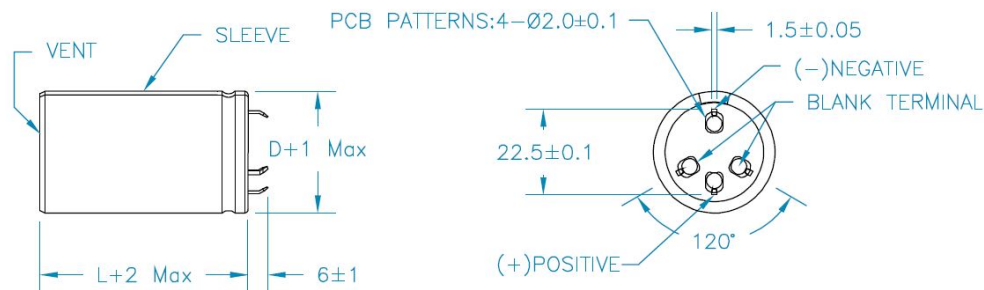 PCB PATTERNS:4-Ø2.0±0.1
SLEEVE
1.5±0.05
VENT
(-)NEGATIVE
BLANK TERMINAL
D+1 Max
22.5±0.1
120°
(+)POSITIVE
L+2 Max
6±1